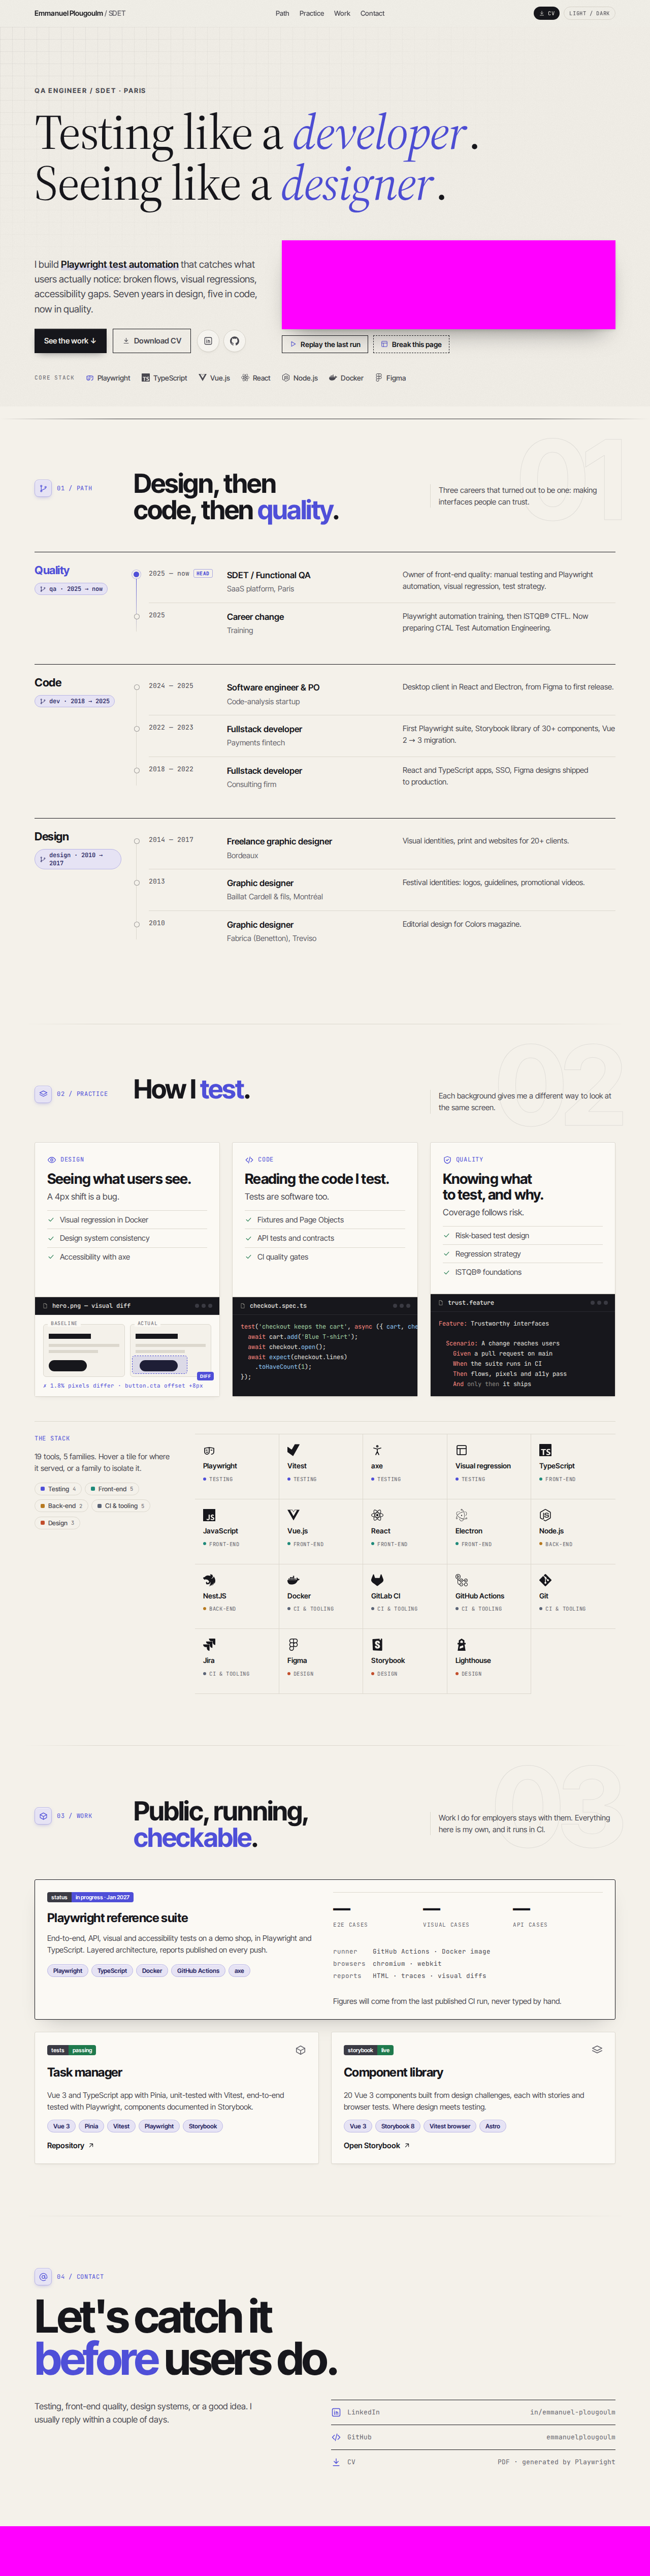 Emmanuel Plougoulm / SDET
Path Practice Work Contact
CV
LIGHT / DARK
QA ENGINEER / SDET · PARIS
Testing like a developer.
Seeing like a designer.
I build Playwright test automation that catches what
users actually notice: broken flows, visual regressions,
accessibility gaps. Seven years in design, five in code,
now in quality.
See the work ↓
Download CV
Replay the last run
Break this page
CORE STACK
Playwright
TypeScript
Vue.js
React
Node.js
Docker
Figma
01
01 / PATH
Design, then
code, then quality.
Three careers that turned out to be one: making
interfaces people can trust.
Quality
qa · 2025 → now
2025 — now HEAD
SDET / Functional QA
SaaS platform, Paris
Owner of front-end quality: manual testing and Playwright
automation, visual regression, test strategy.
2025
Career change
Training
Playwright automation training, then ISTQB® CTFL. Now
preparing CTAL Test Automation Engineering.
Code
dev · 2018 → 2025
2024 — 2025
Software engineer & PO
Code-analysis startup
Desktop client in React and Electron, from Figma to first release.
2022 — 2023
Fullstack developer
Payments fintech
First Playwright suite, Storybook library of 30+ components, Vue
2 → 3 migration.
2018 — 2022
Fullstack developer
Consulting firm
React and TypeScript apps, SSO, Figma designs shipped
to production.
Design
design · 2010 →
2017
2014 — 2017
Freelance graphic designer
Bordeaux
Visual identities, print and websites for 20+ clients.
2013
Graphic designer
Baillat Cardell & fils, Montréal
Festival identities: logos, guidelines, promotional videos.
2010
Graphic designer
Fabrica (Benetton), Treviso
Editorial design for Colors magazine.
02
02 / PRACTICE
How I test.
Each background gives me a different way to look at
the same screen.
DESIGN
Seeing what users see.
A 4px shift is a bug.
Visual regression in Docker
Design system consistency
Accessibility with axe
hero.png — visual diff
BASELINE
ACTUAL
DIFF
≠ 1.8% pixels differ · button.cta offset +8px
CODE
Reading the code I test.
Tests are software too.
Fixtures and Page Objects
API tests and contracts
CI quality gates
checkout.spec.ts
test('checkout keeps the cart', async ({ cart, che
await cart.add('Blue T-shirt');
await checkout.open();
await expect(checkout.lines)
.toHaveCount(1);
});
QUALITY
Knowing what
to test, and why.
Coverage follows risk.
Risk-based test design
Regression strategy
ISTQB® foundations
trust.feature
Feature: Trustworthy interfaces
Scenario: A change reaches users
Given a pull request on main
When the suite runs in CI
Then flows, pixels and a11y pass
And only then it ships
THE STACK
19 tools, 5 families. Hover a tile for where
it served, or a family to isolate it.
Testing 4
Front-end 5
Back-end 2
CI & tooling 5
Design 3
Playwright
TESTING
Vitest
TESTING
axe
TESTING
Visual regression
TESTING
TypeScript
FRONT-END
JavaScript
FRONT-END
Vue.js
FRONT-END
React
FRONT-END
Electron
FRONT-END
Node.js
BACK-END
NestJS
BACK-END
Docker
CI & TOOLING
GitLab CI
CI & TOOLING
GitHub Actions
CI & TOOLING
Git
CI & TOOLING
Jira
CI & TOOLING
Figma
DESIGN
Storybook
DESIGN
Lighthouse
DESIGN
03
03 / WORK
Public, running,
checkable.
Work I do for employers stays with them. Everything
here is my own, and it runs in CI.
status in progress · Jan 2027
Playwright reference suite
End-to-end, API, visual and accessibility tests on a demo shop, in Playwright and
TypeScript. Layered architecture, reports published on every push.
Playwright
TypeScript
Docker
GitHub Actions
axe
—
E2E CASES
—
VISUAL CASES
—
API CASES
runner GitHub Actions · Docker image
browsers chromium · webkit
reports HTML · traces · visual diffs
Figures will come from the last published CI run, never typed by hand.
tests passing
Task manager
Vue 3 and TypeScript app with Pinia, unit-tested with Vitest, end-to-end
tested with Playwright, components documented in Storybook.
Vue 3
Pinia
Vitest
Playwright
Storybook
Repository ↗
storybook live
Component library
20 Vue 3 components built from design challenges, each with stories and
browser tests. Where design meets testing.
Vue 3
Storybook 8
Vitest browser
Astro
Open Storybook ↗
04 / CONTACT
Let's catch it
before users do.
Testing, front-end quality, design systems, or a good idea. I
usually reply within a couple of days.
LinkedIn in/emmanuel-plougoulm
GitHub emmanuelplougoulm
CV PDF · generated by Playwright